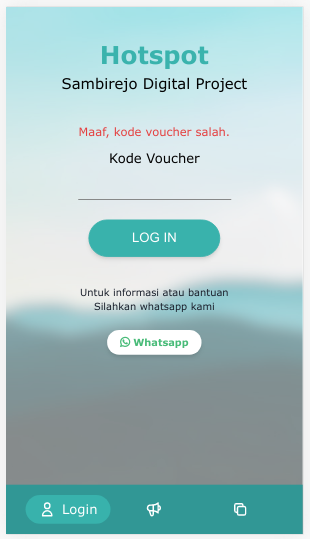 Hotspot
Sambirejo Digital Project
Maaf, kode voucher salah.
Kode Voucher
LOG IN
Untuk informasi atau bantuan
Silahkan whatsapp kami
Whatsapp
Login